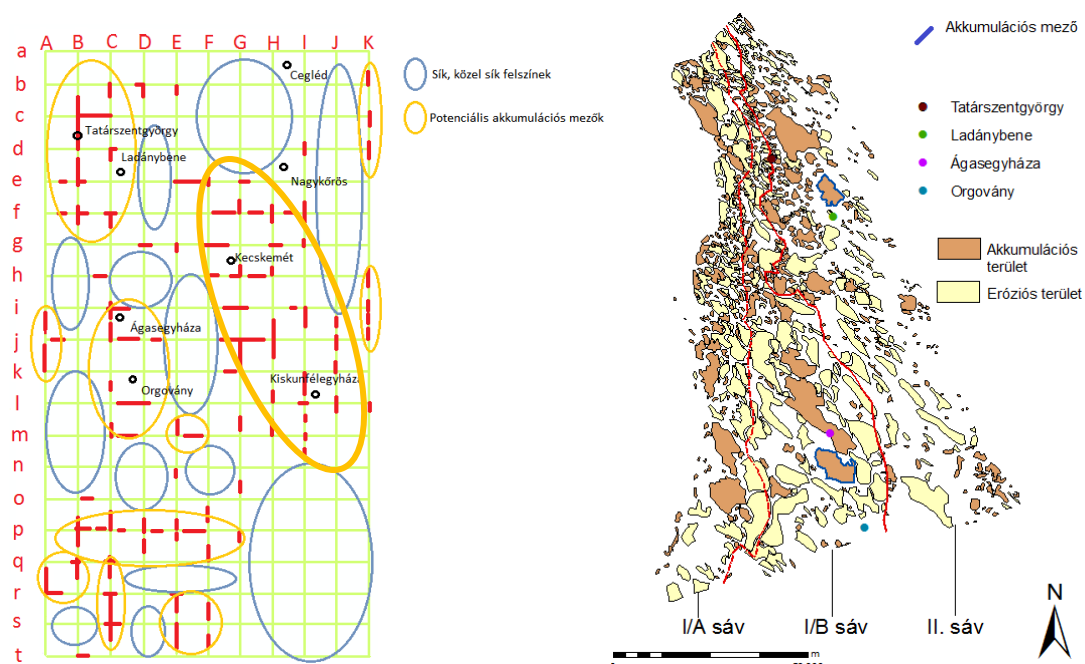 A B C D E F G H I J K
a
b
c
d
e
f
g
h
i
j
k
l
m
n
o
p
q
r
s
t
Cegléd
Tatárszentgyörgy
Ladánybene
Nagykőrös
Kecskemét
Ágasegyháza
Orgovány
Kiskunfélegyháza
Sík, közel sík felszínek
Potenciális akkumulációs mezők
Akkumulációs mező
Tatárszentgyörgy
Ladánybene
Ágasegyháza
Orgovány
Akkumulációs
terület
Eróziós terület
I/A sáv I/B sáv II. sáv
N
m